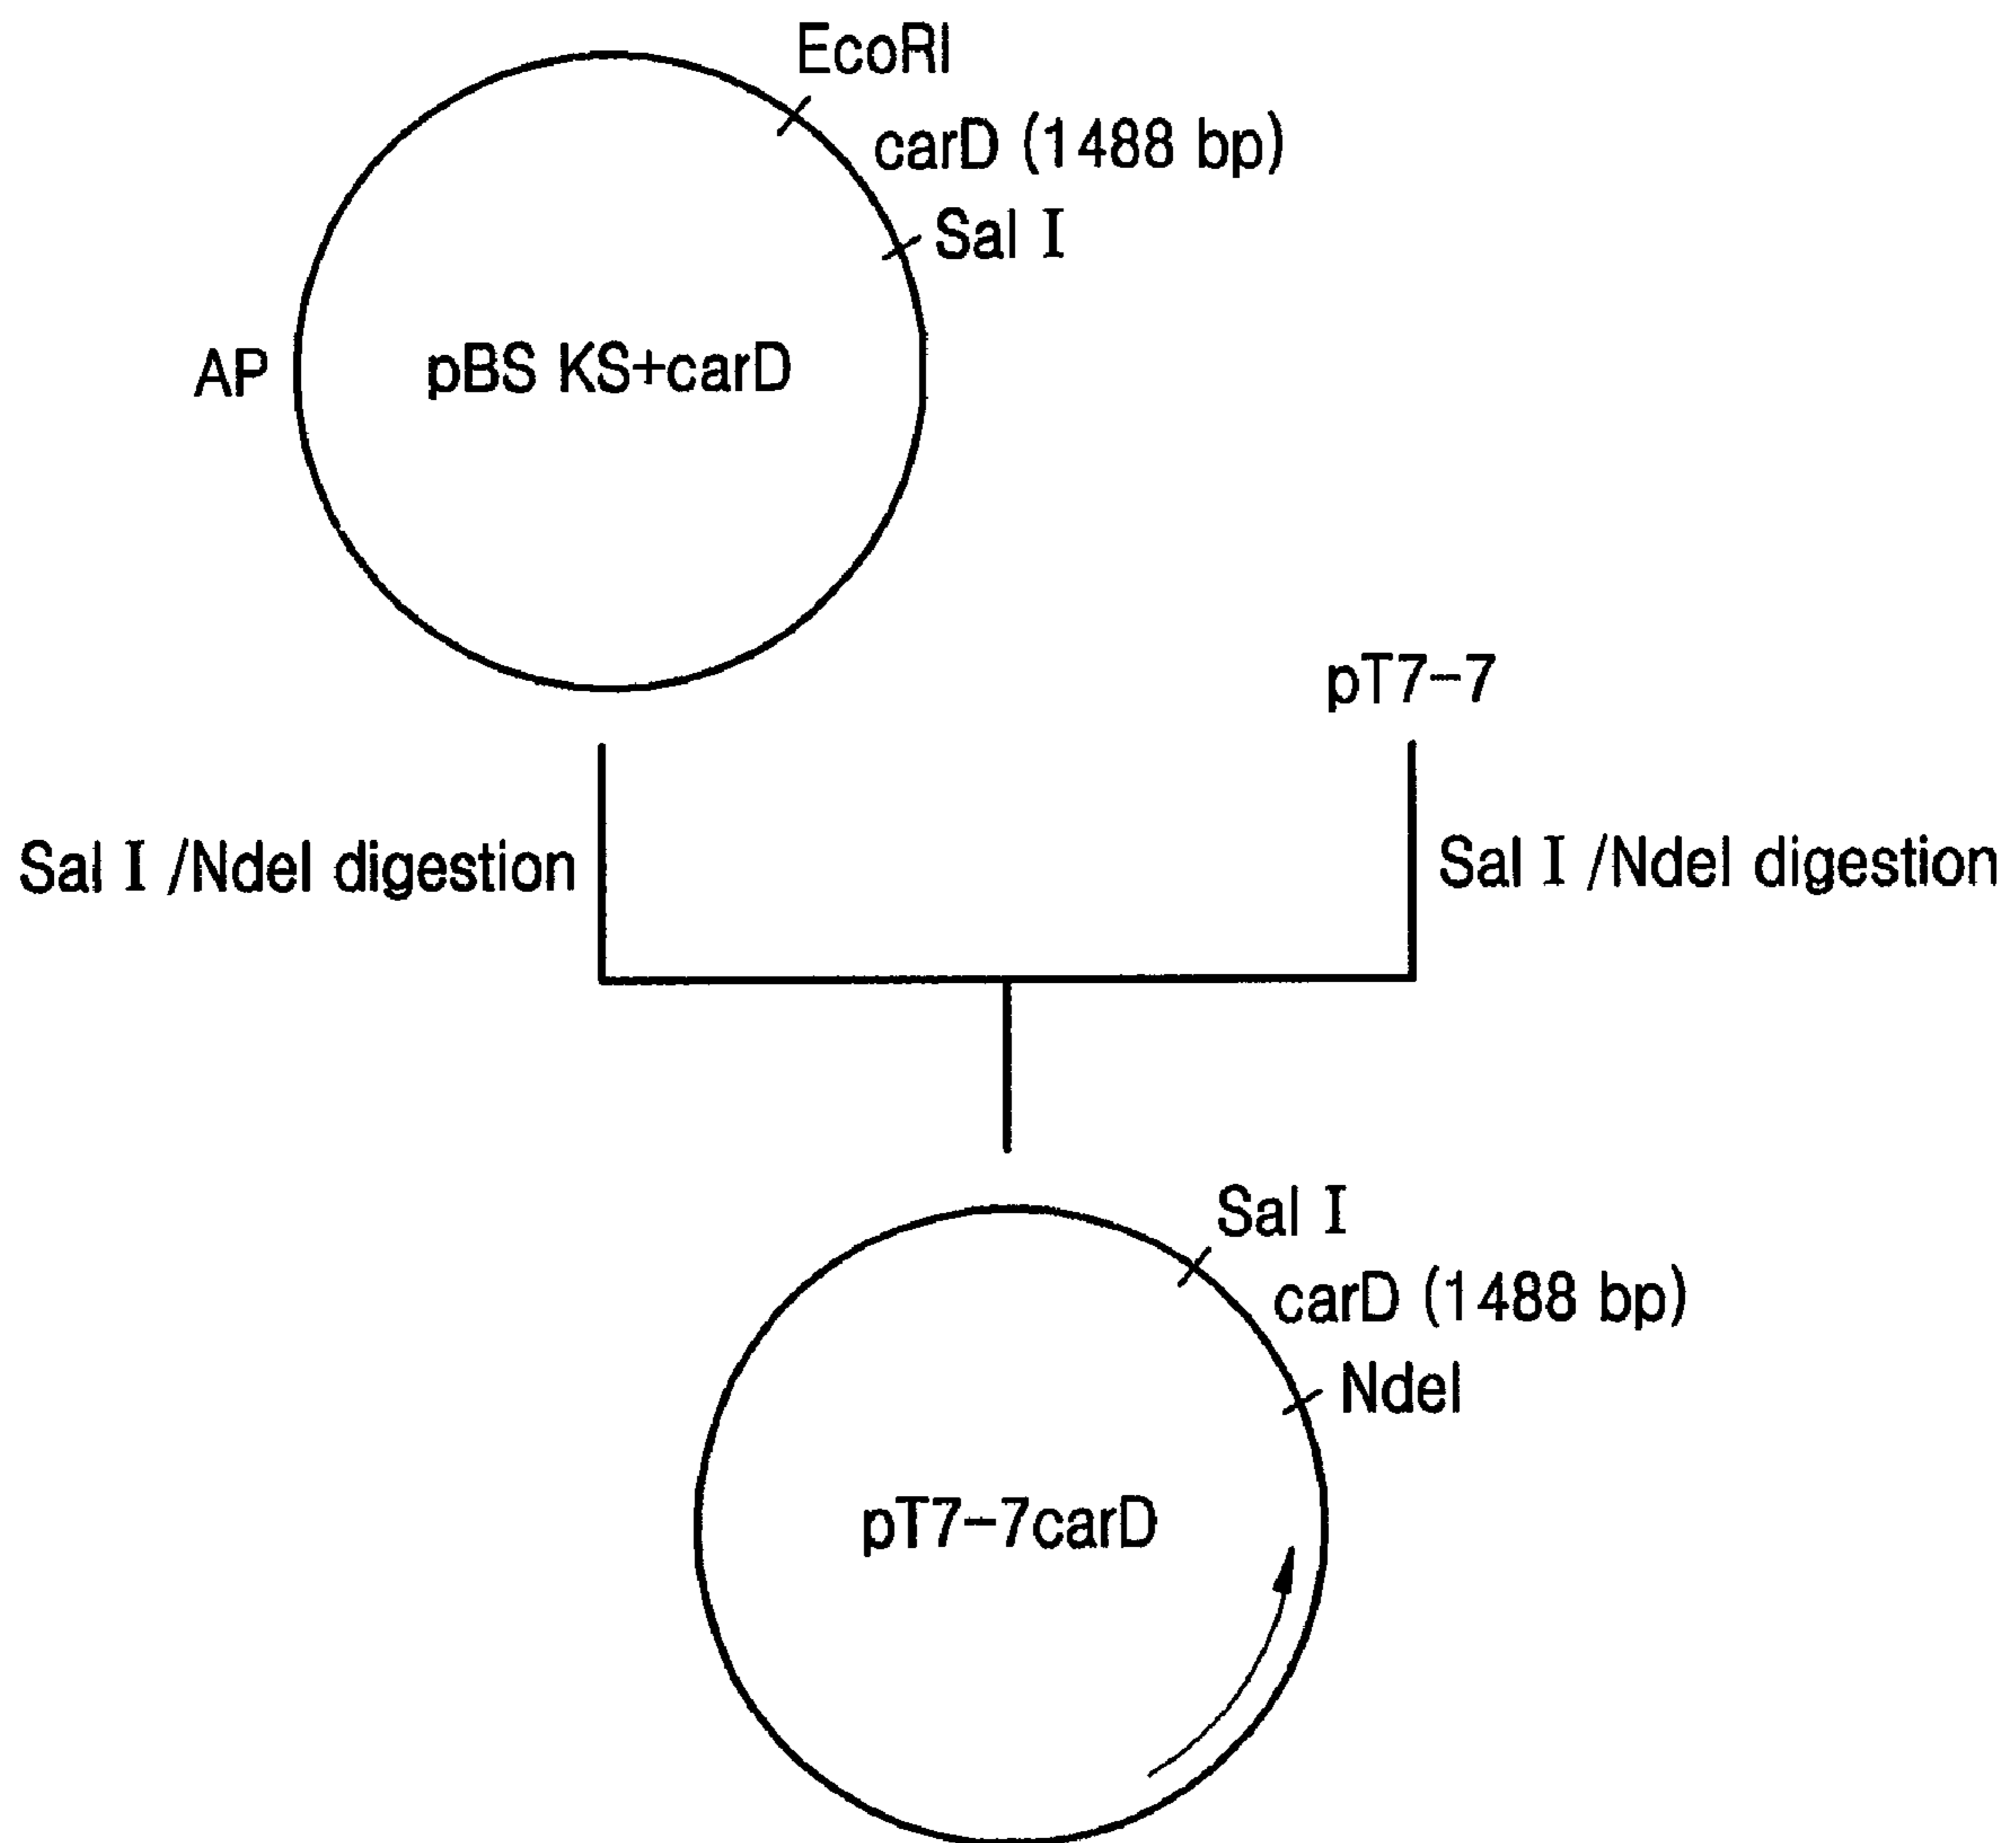 EcoRI
carD (1488 bp)
Sal I
AP
pBS KS+carD
pT7-7
Sal I /NdeI digestion
Sal I /NdeI digestion
Sal I
carD (1488 bp)
NdeI
pT7-7carD